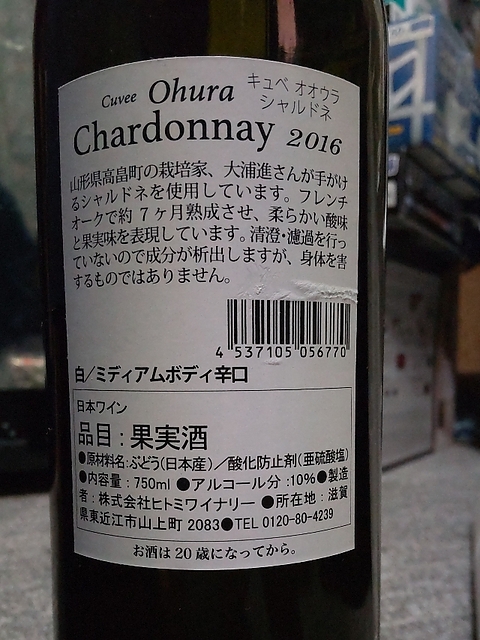 Cuvee Ohura キュベ オオウラ
シャルドネ
Chardonnay 2016
山形県高畠町の栽培家、大浦進さんが手がけ
るシャルドネを使用しています。フレンチ
オークで約７ヶ月熟成させ、柔らかい酸味
と果実味を表現しています。清澄・濾過を行っ
ていないので成分が析出しますが、身体を害
するものではありません。
4 537105 056770
白／ミディアムボディ辛口
日本ワイン
品目：果実酒
●原材料名：ぶどう（日本産）／酸化防止剤（亜硫酸塩）
●内容量：750ml ●アルコール分：10% ●製造
者：株式会社ヒトミワイナリー ●所在地：滋賀
県東近江市山上町 2083●TEL 0120-80-4239
お酒は20歳になってから。